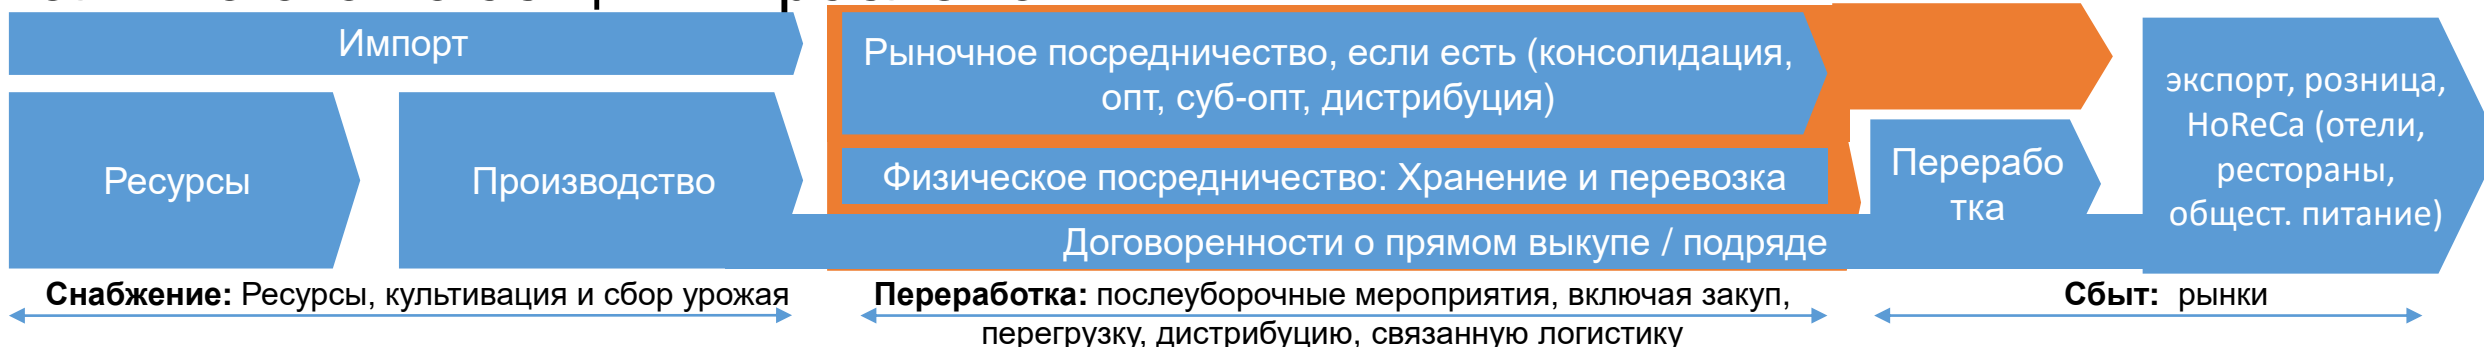 Импорт
Рыночное посредничество, если есть (консолидация,
опт, суб-опт, дистрибуция)
экспорт, розница,
HoReCa (отели,
рестораны,
общест. питание)
Ресурсы
Производство
Физическое посредничество: Хранение и перевозка
Перерабо
тка
Договоренности о прямом выкупе / подряде
Снабжение: Ресурсы, культивация и сбор урожая
Переработка: послеуборочные мероприятия, включая закуп,
перегрузку, дистрибуцию, связанную логистику
Сбыт: рынки